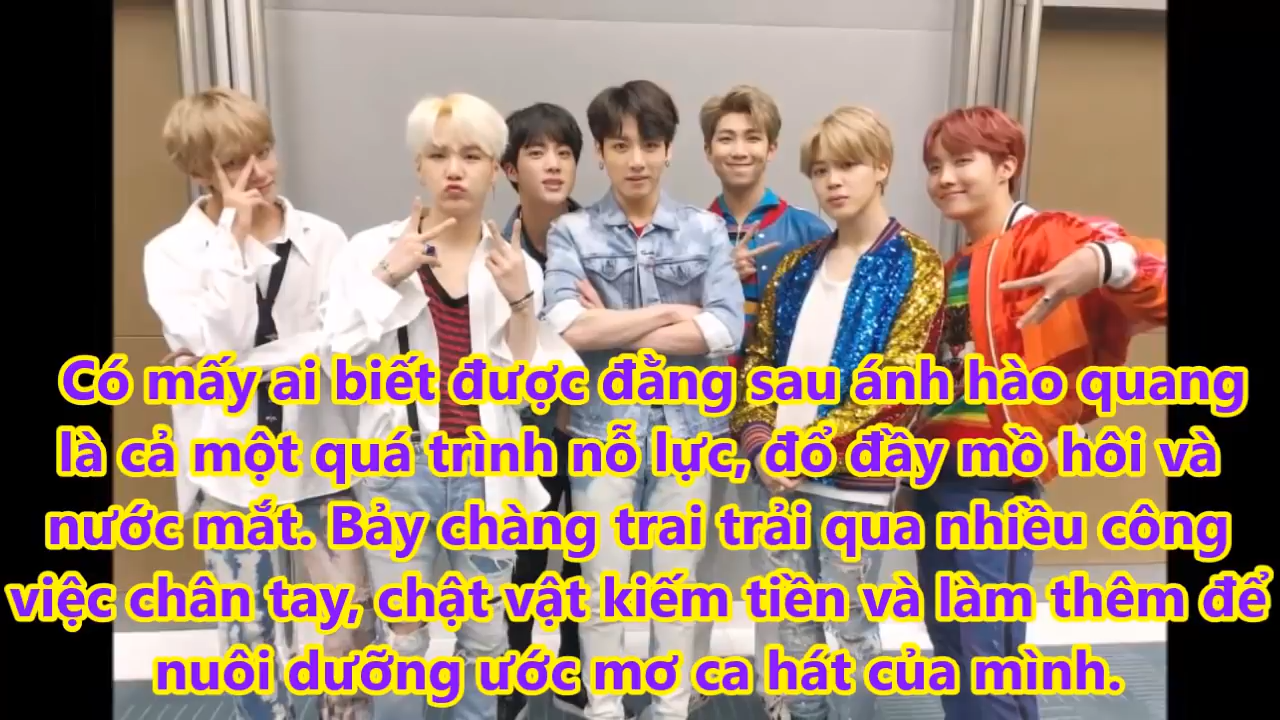 Có mấy ai biết được đằng sau ánh hào quang
là cả một quá trình nỗ lực, đổ đầy mồ hôi và
nước mắt. Bảy chàng trai trải qua nhiều công
việc chân tay, chật vật kiếm tiền và làm thêm để
nuôi dưỡng ước mơ ca hát của mình.